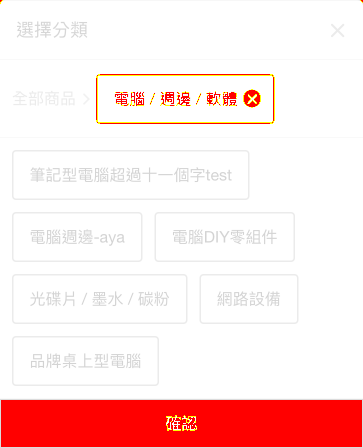 選擇分類
全部商品 電腦 / 週邊 / 軟體
筆記型電腦超過十一個字test
電腦週邊-aya 電腦DIY零組件
光碟片 / 墨水 / 碳粉 網路設備
品牌桌上型電腦
確認